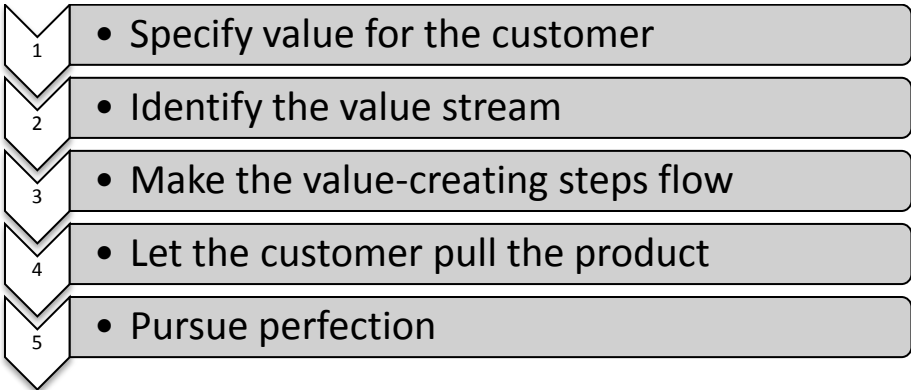 1 • Specify value for the customer
2 • Identify the value stream
3 • Make the value-creating steps flow
4 • Let the customer pull the product
5 • Pursue perfection